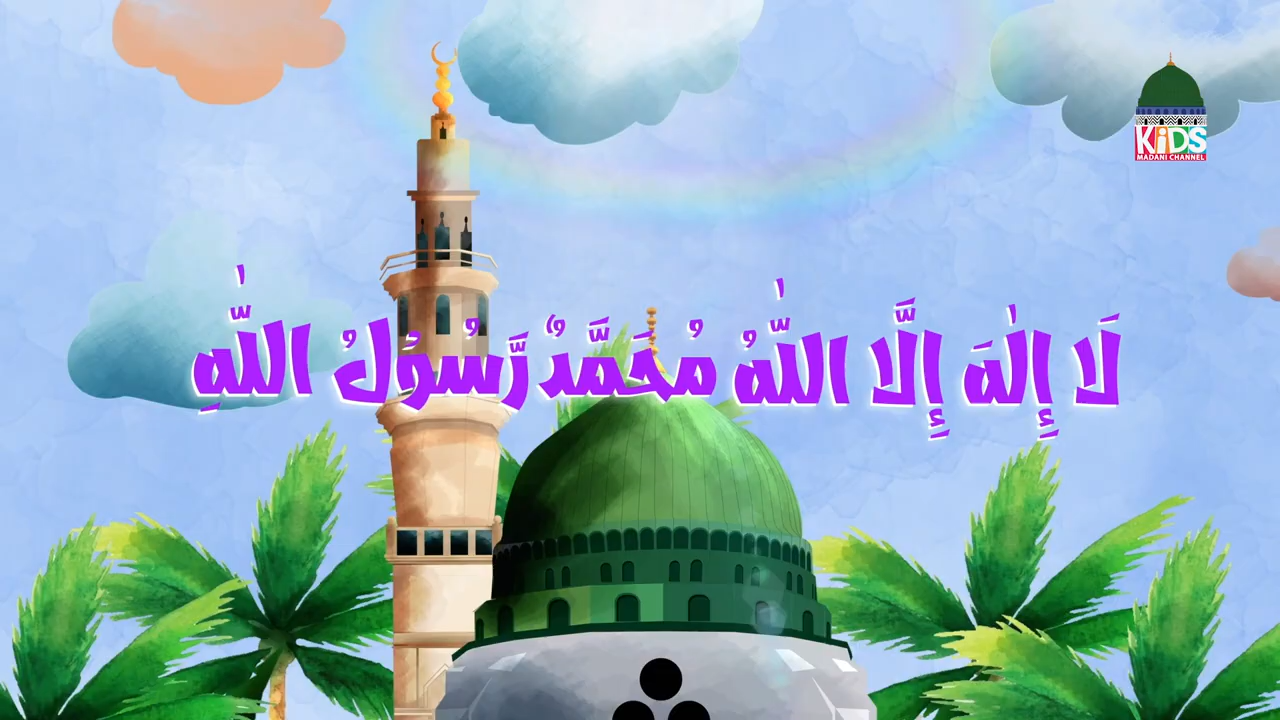 لَا إِلٰهَ إِلَّا اللّٰهُ مُحَمَّدٌ رَّسُوْلُ اللّٰهِ
KiDS
MADANI CHANNEL